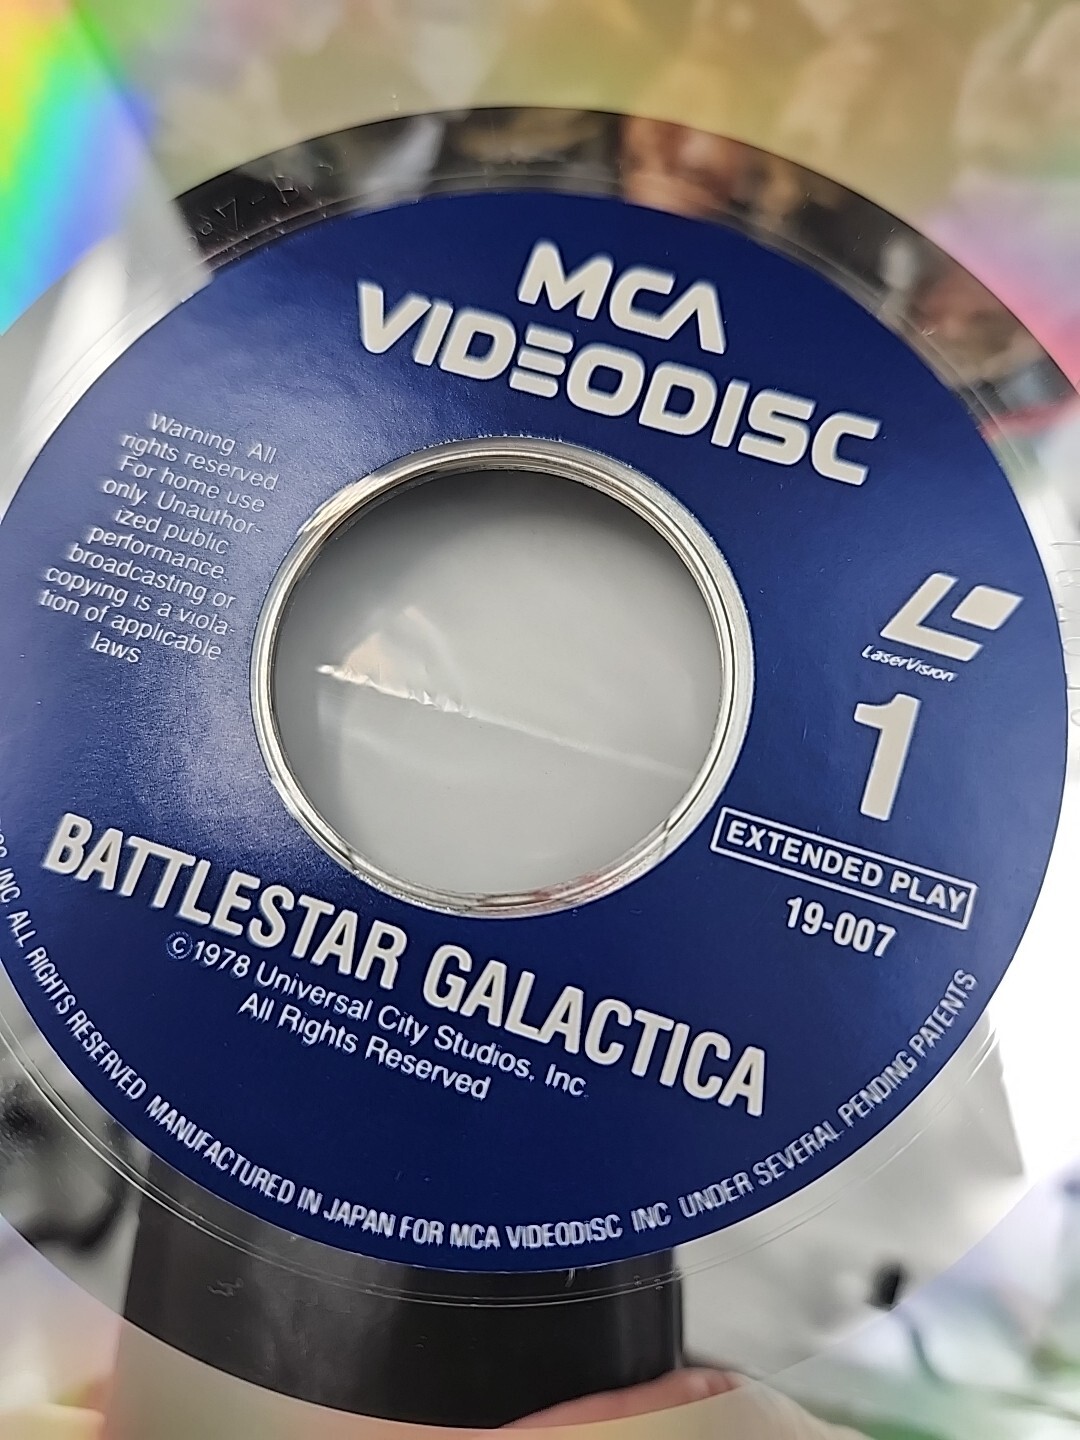 MCA
VIDEODISC
Warning All
rights reserved.
For home use
only. Unauthor-
ized public
performance.
broadcasting or
copying is a viola-
tion of applicable
laws
LaserVision
1
EXTENDED PLAY
19-007
BATTLESTAR GALACTICA
©1978 Universal City Studios, Inc.
All Rights Reserved
INC ALL RIGHTS RESERVED MANUFACTURED IN JAPAN FOR MCA VIDEODISC INC UNDER SEVERAL PENDING PATENTS